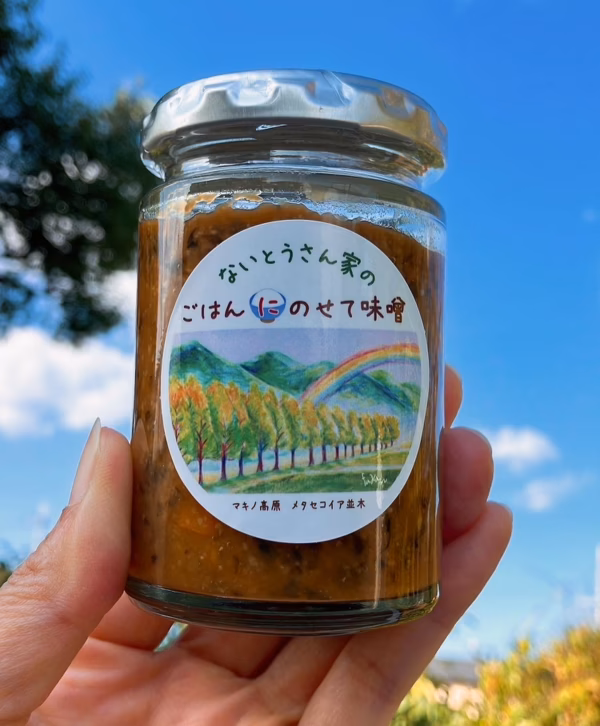 ないとうさん家の
ごはんにのせて味噌
マキノ高原 メタセコイア並木